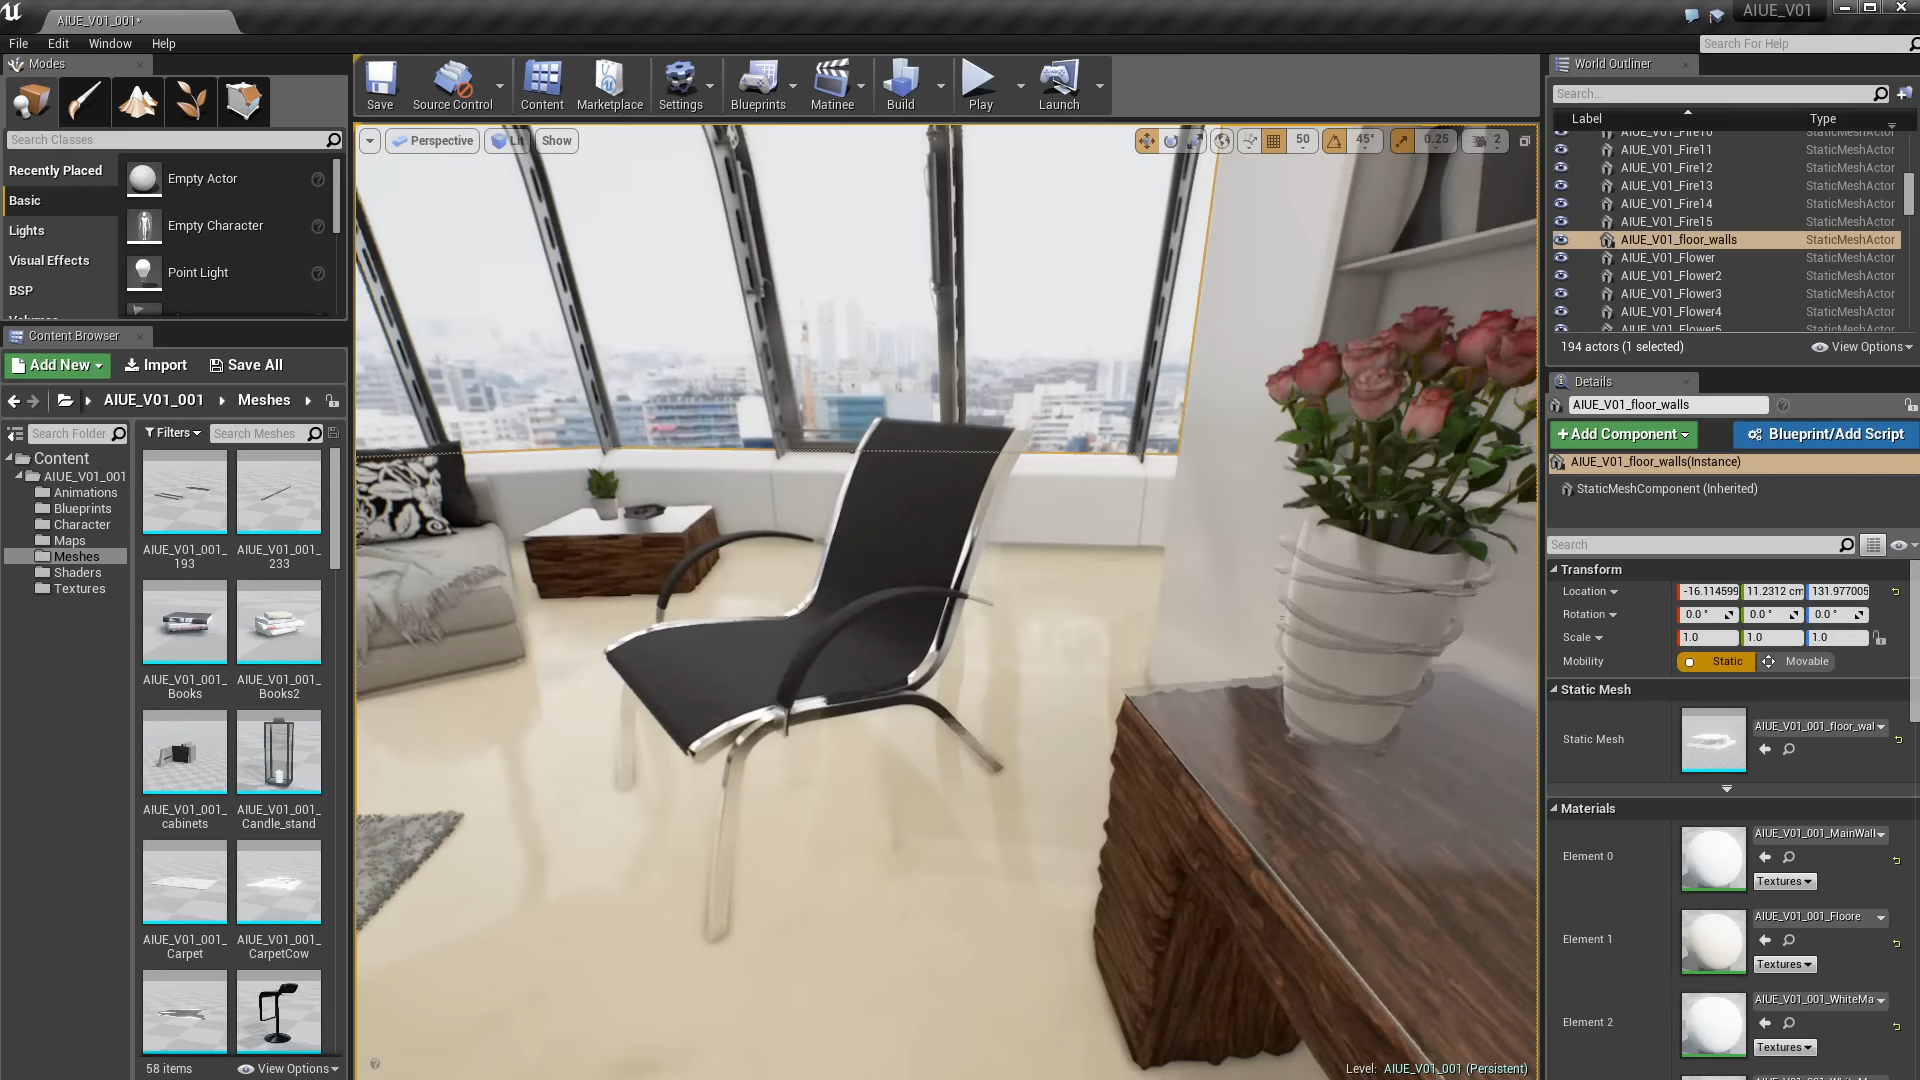 AIUE_V01_001*
AIUE_V01
File Edit Window Help
Search For Help
Modes
Search Classes
Recently Placed
Basic
Lights
Visual Effects
BSP
Empty Actor
Empty Character
Point Light
Save
Source Control
Content
Marketplace
Settings
Blueprints
Matinee
Build
Play
Launch
Perspective
Lit
Show
50
45°
0.25
2
Content Browser
Add New
Import
Save All
AIUE_V01_001
Meshes
Search Folder
Filters
Search Meshes
Content
AIUE_V01_001
Animations
Blueprints
Character
Maps
Meshes
Shaders
Textures
AIUE_V01_001_
193
AIUE_V01_001_
233
AIUE_V01_001_
Books
AIUE_V01_001_
Books2
AIUE_V01_001_
cabinets
AIUE_V01_001_
Candle_stand
AIUE_V01_001_
Carpet
AIUE_V01_001_
CarpetCow
58 items
View Options
Level: AIUE_V01_001 (Persistent)
World Outliner
Search...
Label Type
AIUE_V01_Fire10 StaticMeshActor
AIUE_V01_Fire11 StaticMeshActor
AIUE_V01_Fire12 StaticMeshActor
AIUE_V01_Fire13 StaticMeshActor
AIUE_V01_Fire14 StaticMeshActor
AIUE_V01_Fire15 StaticMeshActor
AIUE_V01_floor_walls StaticMeshActor
AIUE_V01_Flower StaticMeshActor
AIUE_V01_Flower2 StaticMeshActor
AIUE_V01_Flower3 StaticMeshActor
AIUE_V01_Flower4 StaticMeshActor
AIUE_V01_Flower5 StaticMeshActor
194 actors (1 selected)
View Options
Details
AIUE_V01_floor_walls
+Add Component
Blueprint/Add Script
AIUE_V01_floor_walls(Instance)
StaticMeshComponent (Inherited)
Search
Transform
Location -16.114599 11.2312 cm 131.977005
Rotation 0.0 ° 0.0 ° 0.0 °
Scale 1.0 1.0 1.0
Mobility Static Movable
Static Mesh
Static Mesh
AIUE_V01_001_floor_wal
Materials
Element 0
AIUE_V01_001_MainWall
Textures
Element 1
AIUE_V01_001_Floore
Textures
Element 2
AIUE_V01_001_WhiteMa
Textures